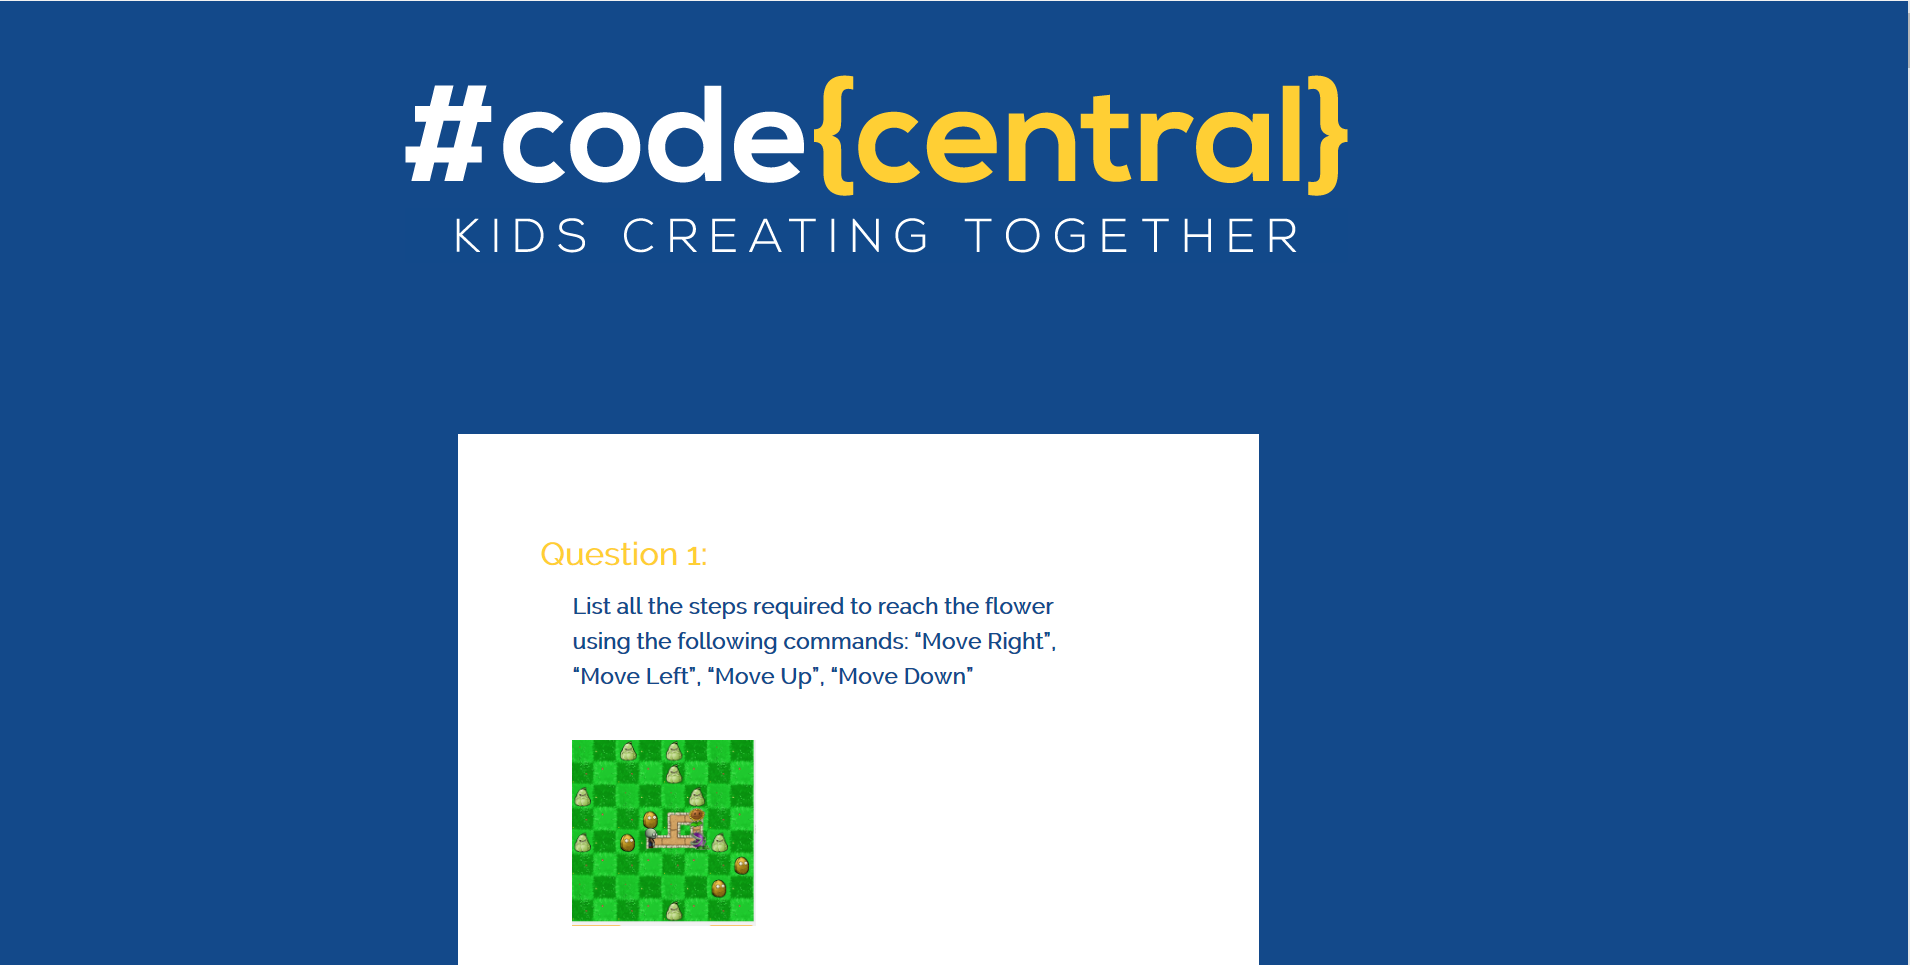 #code{central}
KIDS CREATING TOGETHER
Question 1:
List all the steps required to reach the flower
using the following commands: “Move Right”,
“Move Left”, “Move Up”, “Move Down”